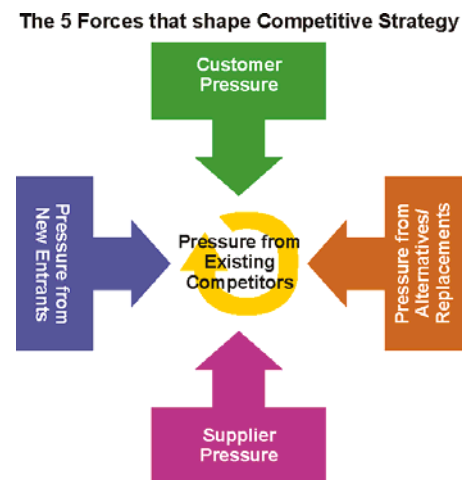 The 5 Forces that shape Competitive Strategy
Customer
Pressure
Pressure from
New Entrants
Pressure from
Existing
Competitors
Pressure from
Alternatives/
Replacements
Supplier
Pressure